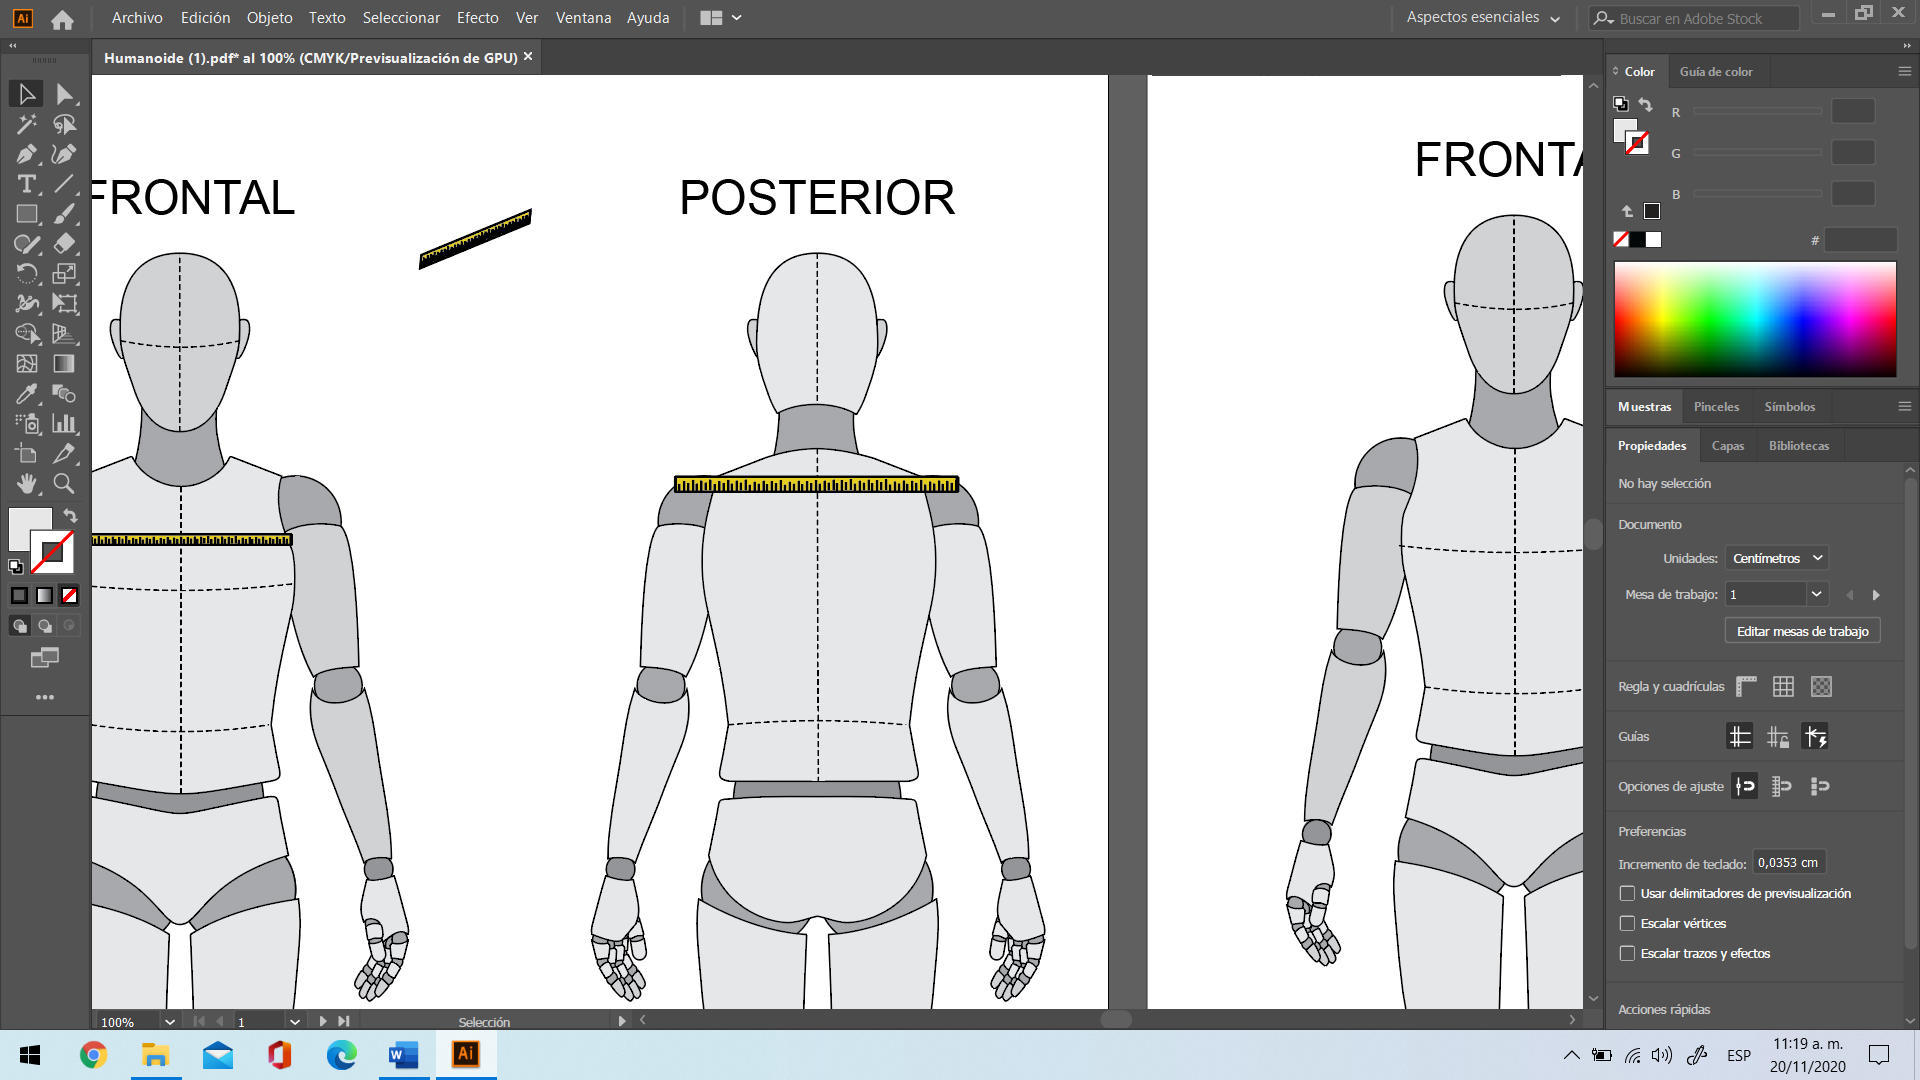 Ai
Archivo Edición Objeto Texto Seleccionar Efecto Ver Ventana Ayuda
Aspectos esenciales
Buscar en Adobe Stock
Humanoide (1).pdf* al 100% (CMYK/Previsualización de GPU) ×
FRONTAL
POSTERIOR
FRONTA
Color Guía de color
R
G
B
#
Muestras Pinceles Símbolos
Propiedades Capas Bibliotecas
No hay selección
Documento
Unidades: Centímetros
Mesa de trabajo: 1
Editar mesas de trabajo
Regla y cuadrículas
Guías
Opciones de ajuste
Preferencias
Incremento de teclado: 0,0353 cm
Usar delimitadores de previsualización
Escalar vértices
Escalar trazos y efectos
Acciones rápidas
100% 1 Selección
ESP
11:19 a. m.
20/11/2020